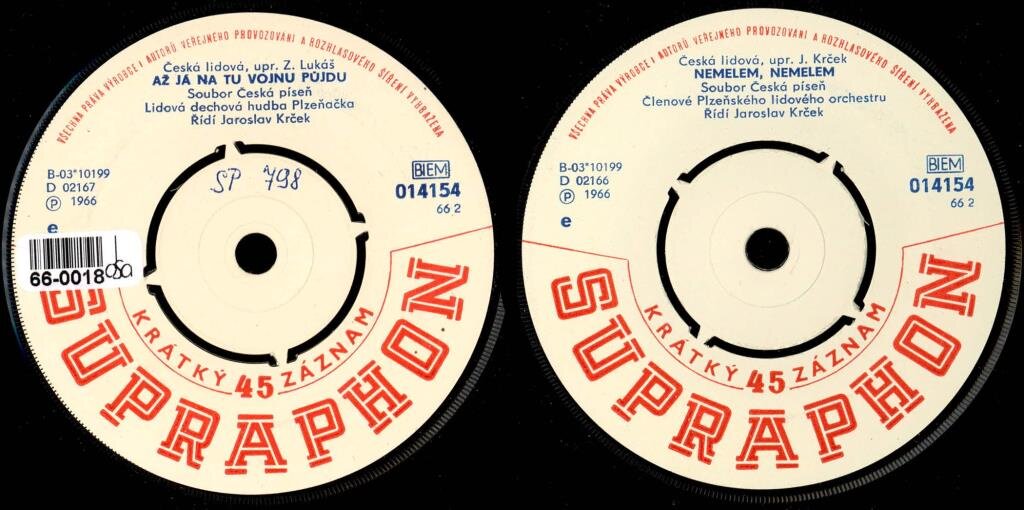 VŠECHNA PRÁVA VÝROBCE I AUTORŮ VEŘEJNÉHO PROVOZOVÁNÍ A ROZHLASOVÉHO ŠÍŘENÍ VYHRAŽENA
Česká lidová, upr. Z. Lukáš
AŽ JÁ NA TU VOJNU PŮJDU
Soubor Česká píseň
Lidová dechová hudba Plzeňačka
Řídí Jaroslav Krček
B-03*10199
D 02167
Ⓟ 1966
e
SP 798
BIEM
014154
66 2
66-0018
SUPRAPHON
KRÁTKÝ 45 ZÁZNAM
VŠECHNA PRÁVA VÝROBCE I AUTORŮ VEŘEJNÉHO PROVOZOVÁNÍ A ROZHLASOVÉHO ŠÍŘENÍ VYHRAŽENA
Česká lidová, upr. J. Krček
NEMELEM, NEMELEM
Soubor Česká píseň
Členové Plzeňského lidového orchestru
Řídí Jaroslav Krček
B-03*10199
D 02166
Ⓟ 1966
e
BIEM
014154
66 2
KRÁTKÝ 45 ZÁZNAM
SUPRAPHON